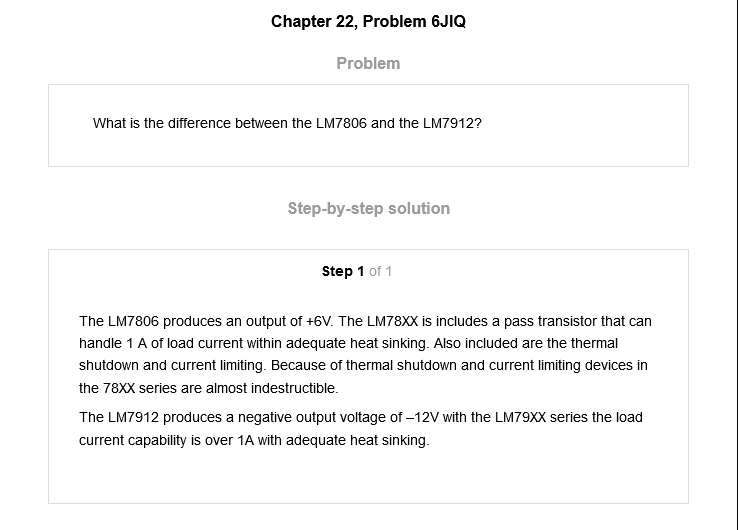 Chapter 22, Problem 6JIQ
Problem
What is the difference between the LM7806 and the LM7912?
Step-by-step solution
Step 1 of 1
The LM7806 produces an output of +6V. The LM78XX is includes a pass transistor that can
handle 1 A of load current within adequate heat sinking. Also included are the thermal
shutdown and current limiting. Because of thermal shutdown and current limiting devices in
the 78XX series are almost indestructible.
The LM7912 produces a negative output voltage of –12V with the LM79XX series the load
current capability is over 1A with adequate heat sinking.